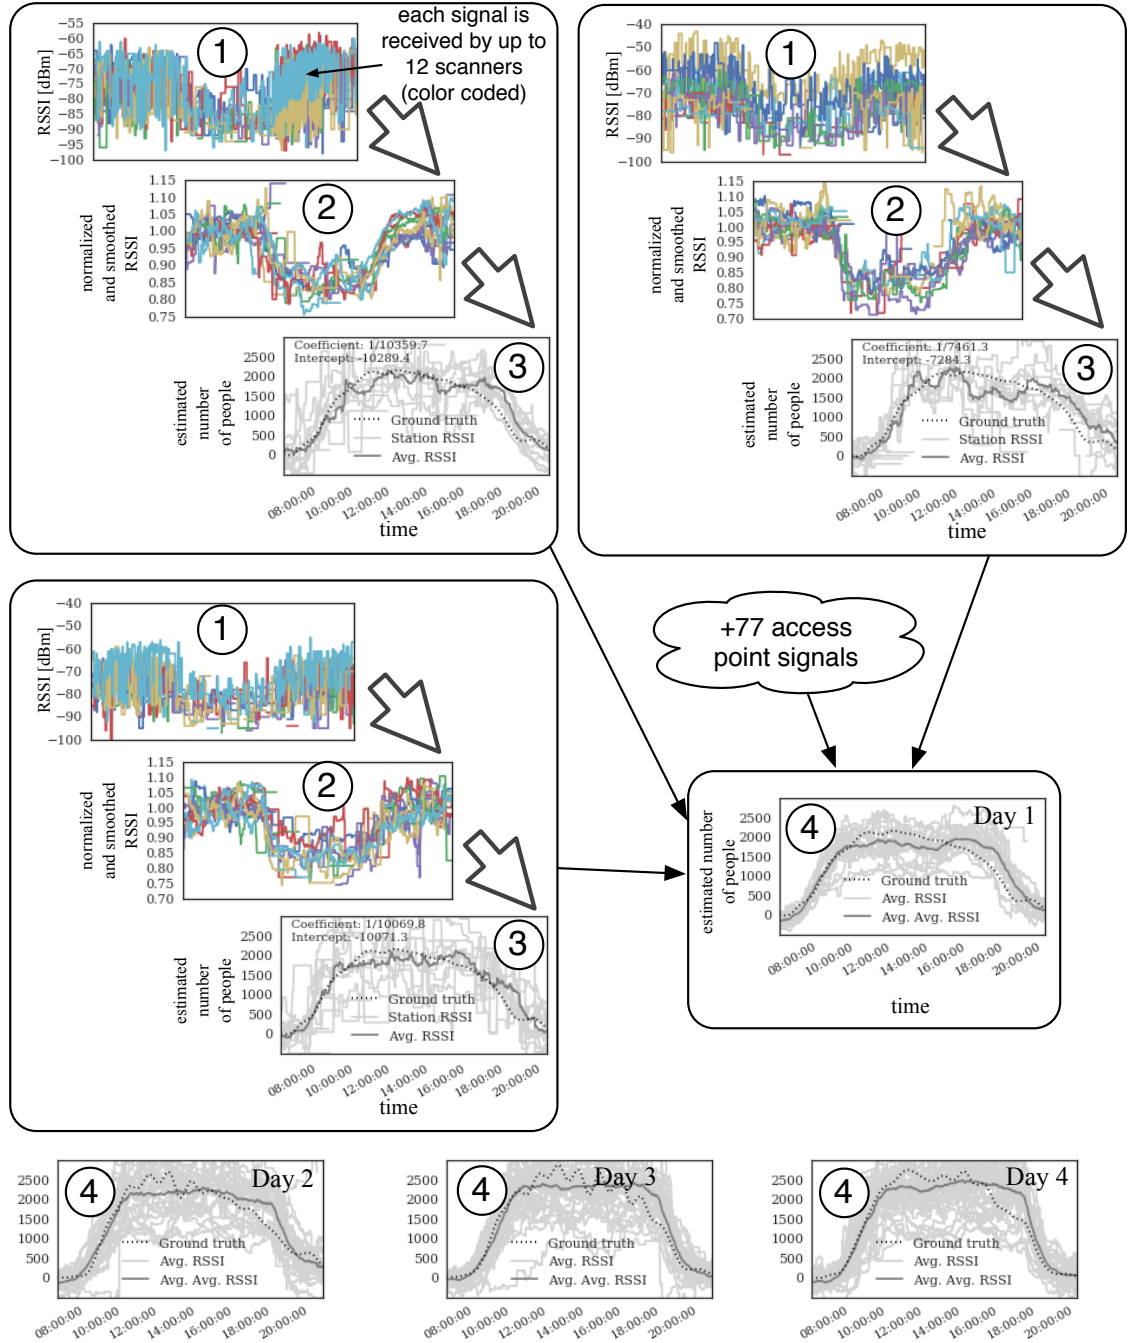 each signal is
received by up to
12 scanners
(color coded)
RSSI [dBm]
−55
−60
−65
−70
−75
−80
−85
−90
−95
−100
1
normalized
and smoothed
RSSI
1.15
1.10
1.05
1.00
0.95
0.90
0.85
0.80
0.75
2
estimated
number
of people
2500
2000
1500
1000
500
0
Coefficient: 1/10359.7
Intercept: -10289.4
3
Ground truth
Station RSSI
Avg. RSSI
08:00:00
10:00:00
12:00:00
14:00:00
16:00:00
18:00:00
20:00:00
time
RSSI [dBm]
−40
−50
−60
−70
−80
−90
−100
1
normalized
and smoothed
RSSI
1.15
1.10
1.05
1.00
0.95
0.90
0.85
0.80
0.75
0.70
2
estimated
number
of people
2500
2000
1500
1000
500
0
Coefficient: 1/7461.3
Intercept: -7284.3
3
Ground truth
Station RSSI
Avg. RSSI
08:00:00
10:00:00
12:00:00
14:00:00
16:00:00
18:00:00
20:00:00
time
RSSI [dBm]
−40
−50
−60
−70
−80
−90
−100
1
normalized
and smoothed
RSSI
1.15
1.10
1.05
1.00
0.95
0.90
0.85
0.80
0.75
0.70
2
estimated
number
of people
2500
2000
1500
1000
500
0
Coefficient: 1/10069.8
Intercept: -10071.3
3
Ground truth
Station RSSI
Avg. RSSI
08:00:00
10:00:00
12:00:00
14:00:00
16:00:00
18:00:00
20:00:00
time
+77 access
point signals
estimated number
of people
2500
2000
1500
1000
500
0
4
Day 1
Ground truth
Avg. RSSI
Avg. Avg. RSSI
08:00:00
10:00:00
12:00:00
14:00:00
16:00:00
18:00:00
20:00:00
time
2500
2000
1500
1000
500
0
4
Day 2
Ground truth
Avg. RSSI
Avg. Avg. RSSI
08:00:00
10:00:00
12:00:00
14:00:00
16:00:00
18:00:00
20:00:00
2500
2000
1500
1000
500
0
4
Day 3
Ground truth
Avg. RSSI
Avg. Avg. RSSI
08:00:00
10:00:00
12:00:00
14:00:00
16:00:00
18:00:00
20:00:00
2500
2000
1500
1000
500
0
4
Day 4
Ground truth
Avg. RSSI
Avg. Avg. RSSI
08:00:00
10:00:00
12:00:00
14:00:00
16:00:00
18:00:00
20:00:00